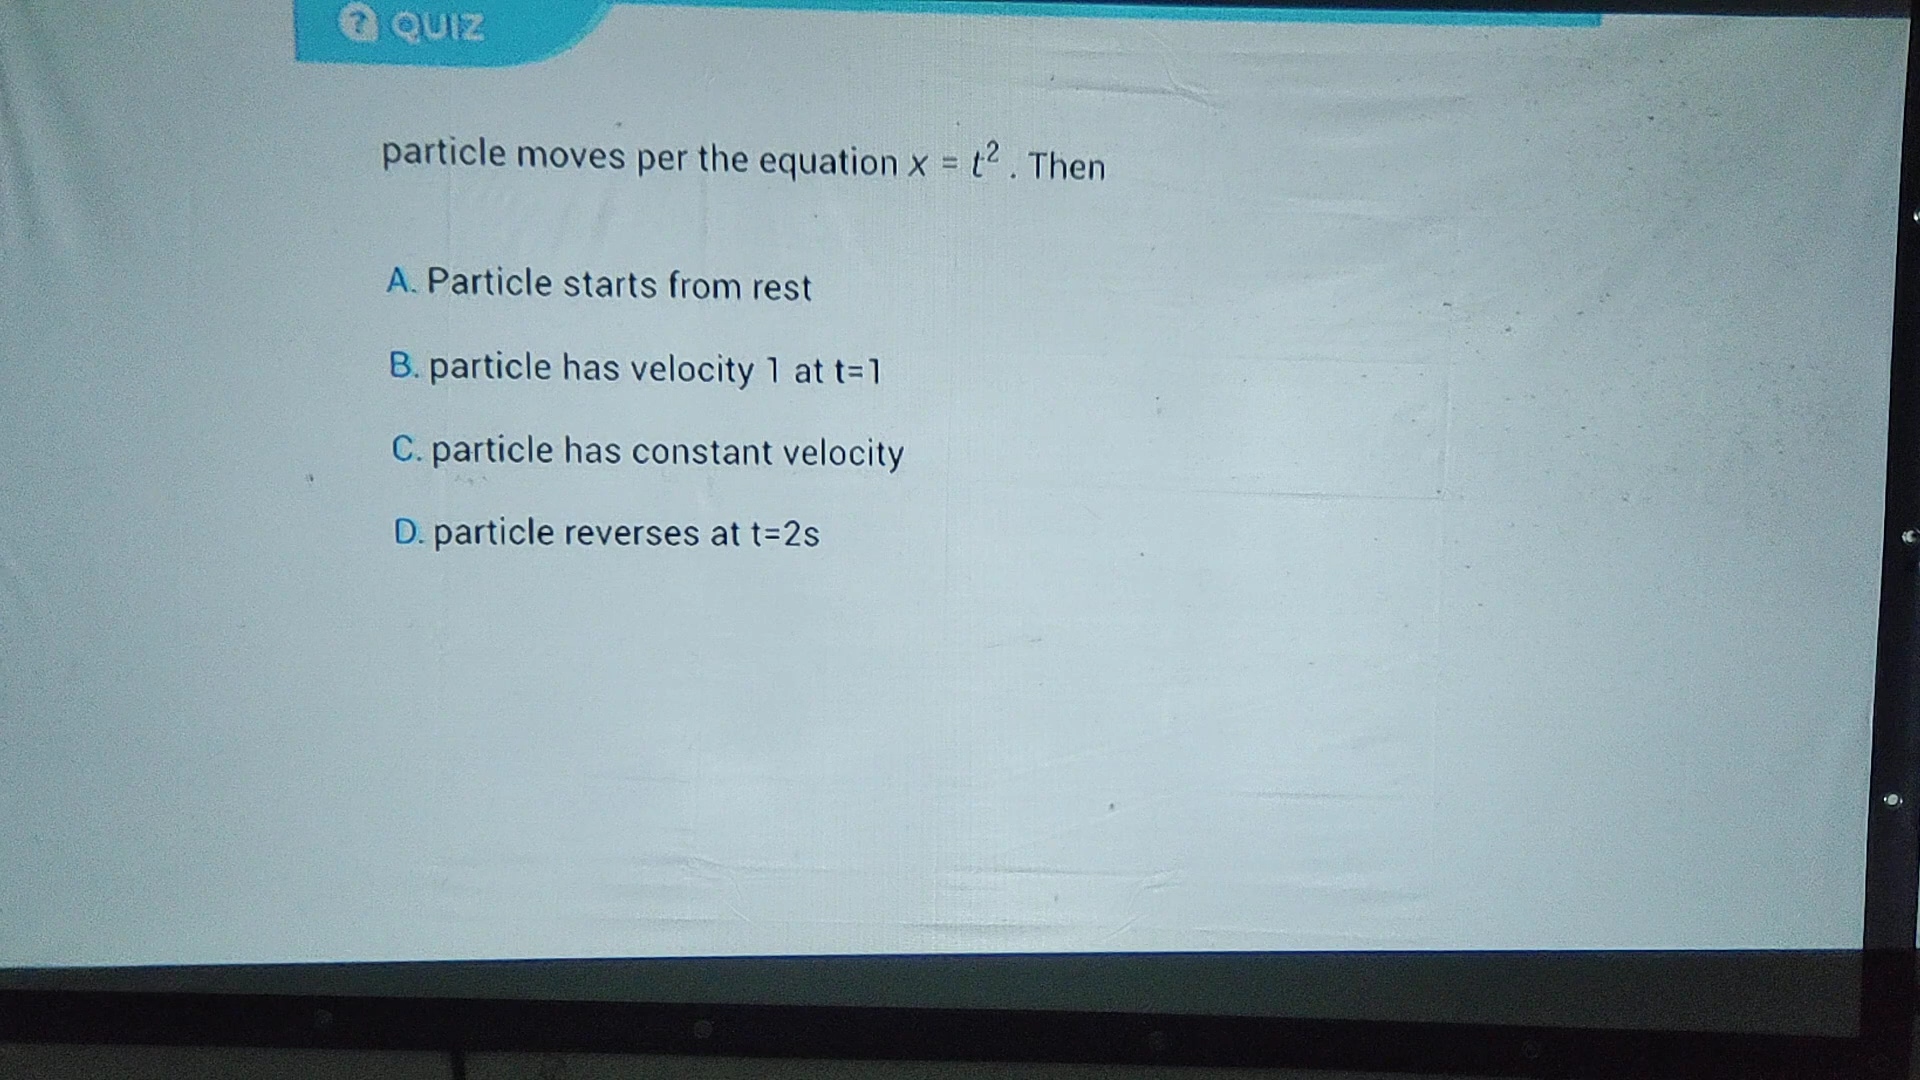 ? QUIZ
particle moves per the equation x = t². Then
A. Particle starts from rest
B. particle has velocity 1 at t=1
C. particle has constant velocity
D. particle reverses at t=2s